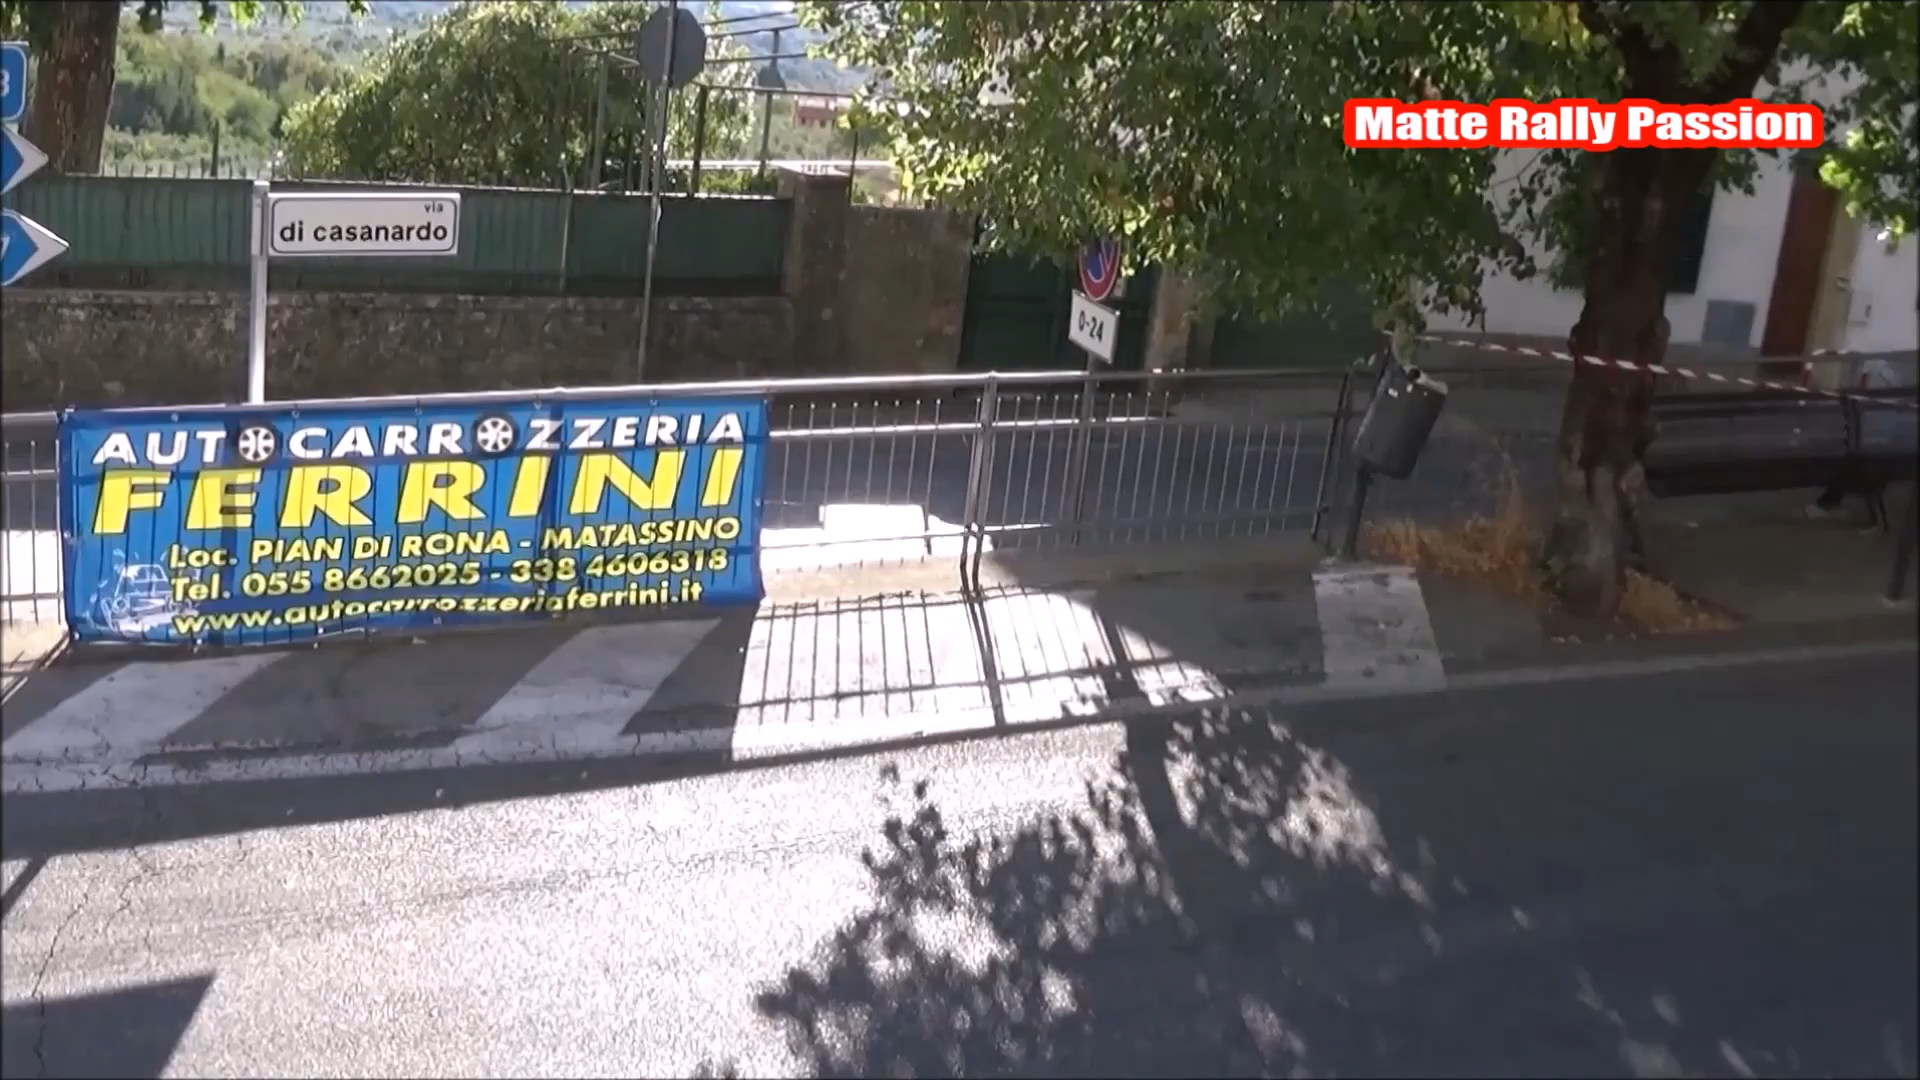 Matte Rally Passion
via
di casanardo
0-24
AUTOCARROZZERIA
FERRINI
Loc. PIAN DI RONA - MATASSINO
Tel. 055 8662025 - 338 4606318
www.autocarrozzeriaferrini.it